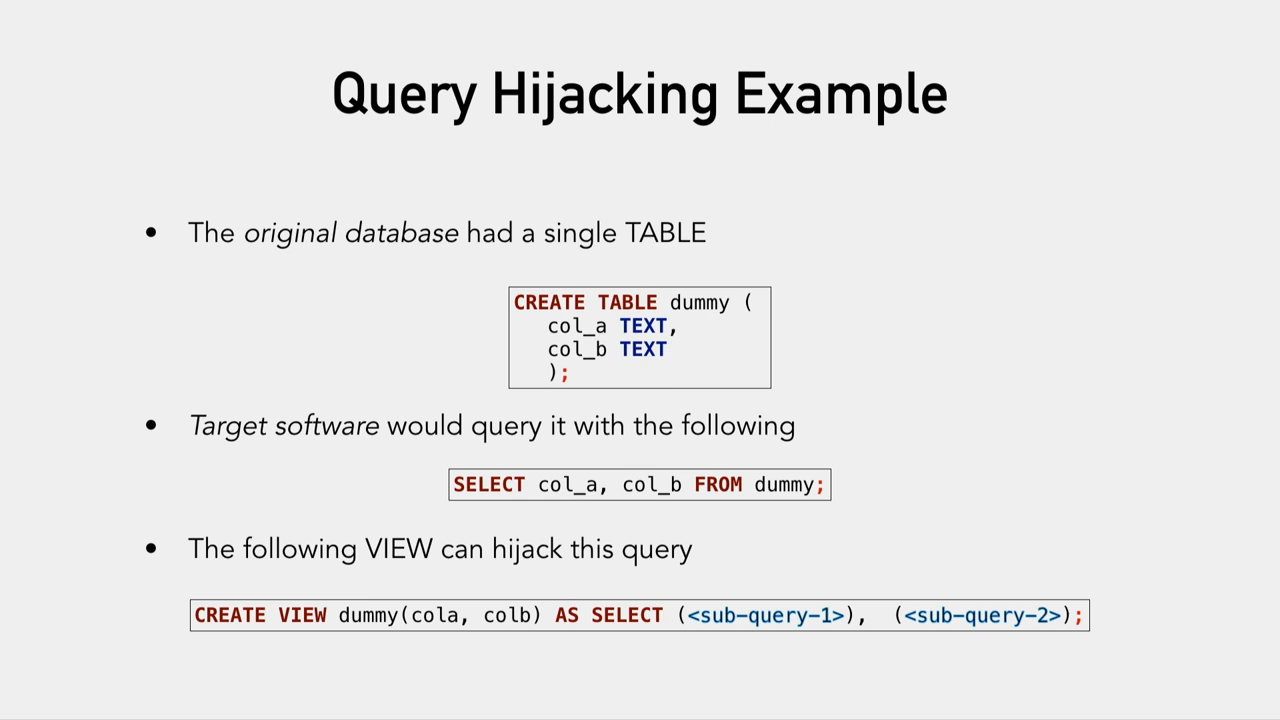 Query Hijacking Example
• The original database had a single TABLE
CREATE TABLE dummy (
col_a TEXT,
col_b TEXT
);
• Target software would query it with the following
SELECT col_a, col_b FROM dummy;
• The following VIEW can hijack this query
CREATE VIEW dummy(cola, colb) AS SELECT (<sub-query-1>), (<sub-query-2>);